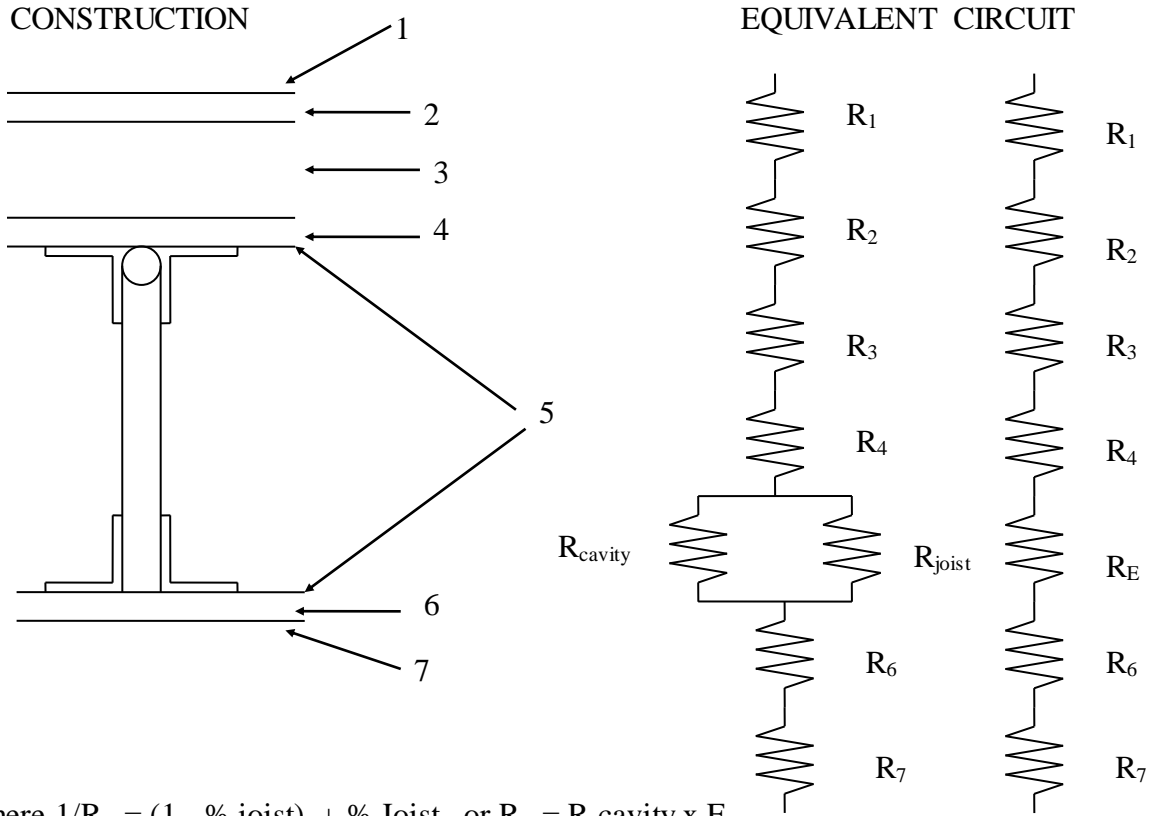 CONSTRUCTION
1
2
3
4
5
6
7
EQUIVALENT CIRCUIT
R1
R2
R3
R4
Rcavity
Rjoist
R6
R7
R1
R2
R3
R4
RE
R6
R7